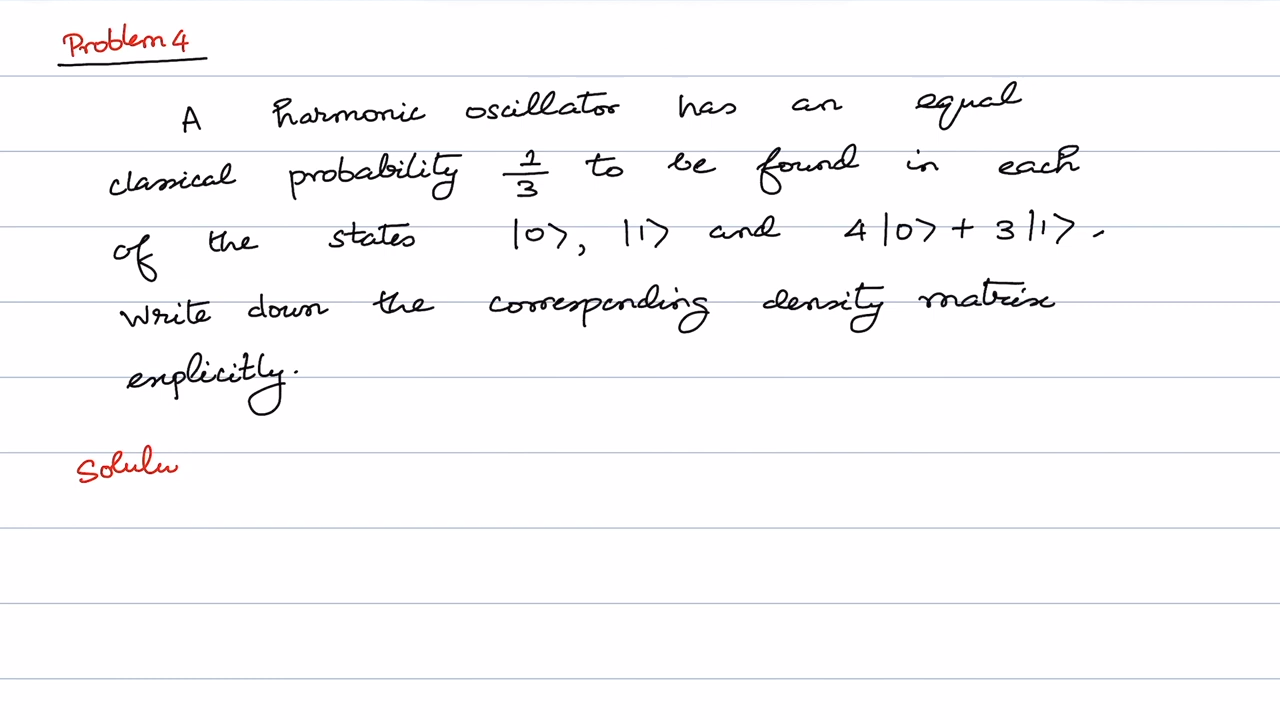 Problem 4
A harmonic oscillator has an equal
classical probability 1/3 to be found in each
of the states |0>, |1> and 4|0> + 3|1>.
Write down the corresponding density matrix
explicitly.
Solutu